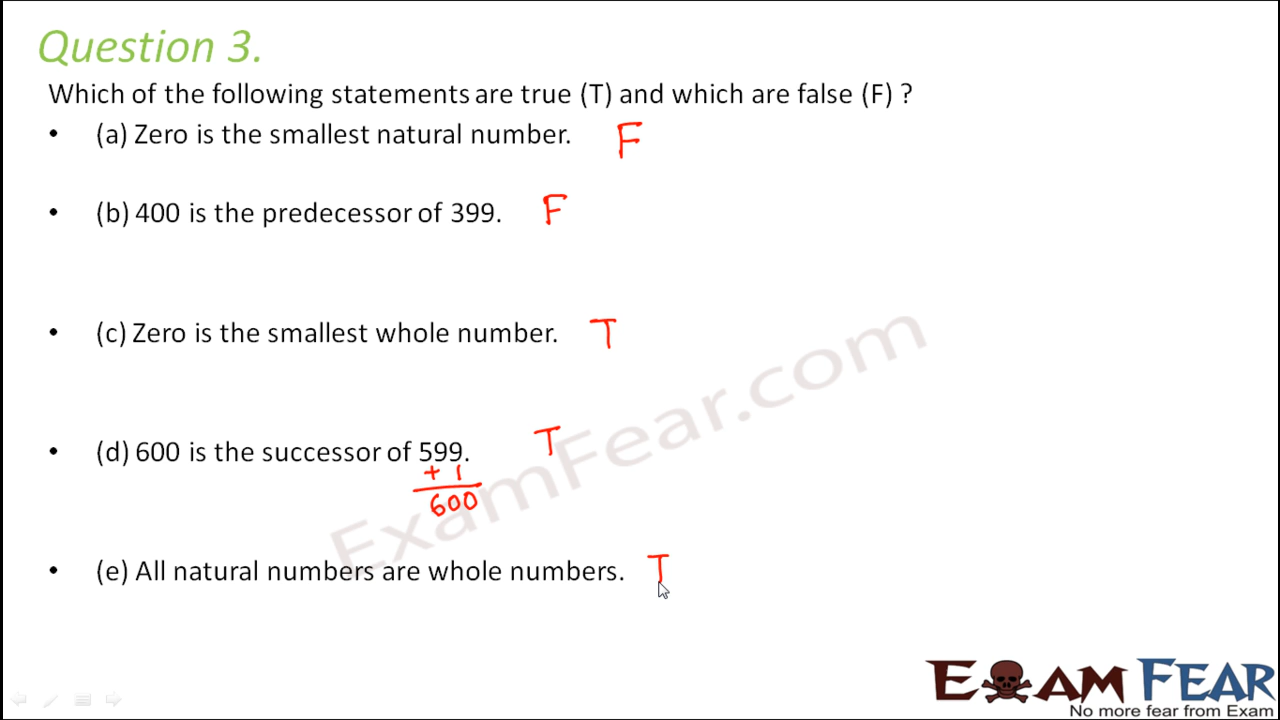 Question 3.
Which of the following statements are true (T) and which are false (F) ?
• (a) Zero is the smallest natural number. F
• (b) 400 is the predecessor of 399. F
• (c) Zero is the smallest whole number. T
• (d) 600 is the successor of 599. T
+ 1
600
• (e) All natural numbers are whole numbers. T
ExamFear.com
EXAM FEAR
No more fear from Exam